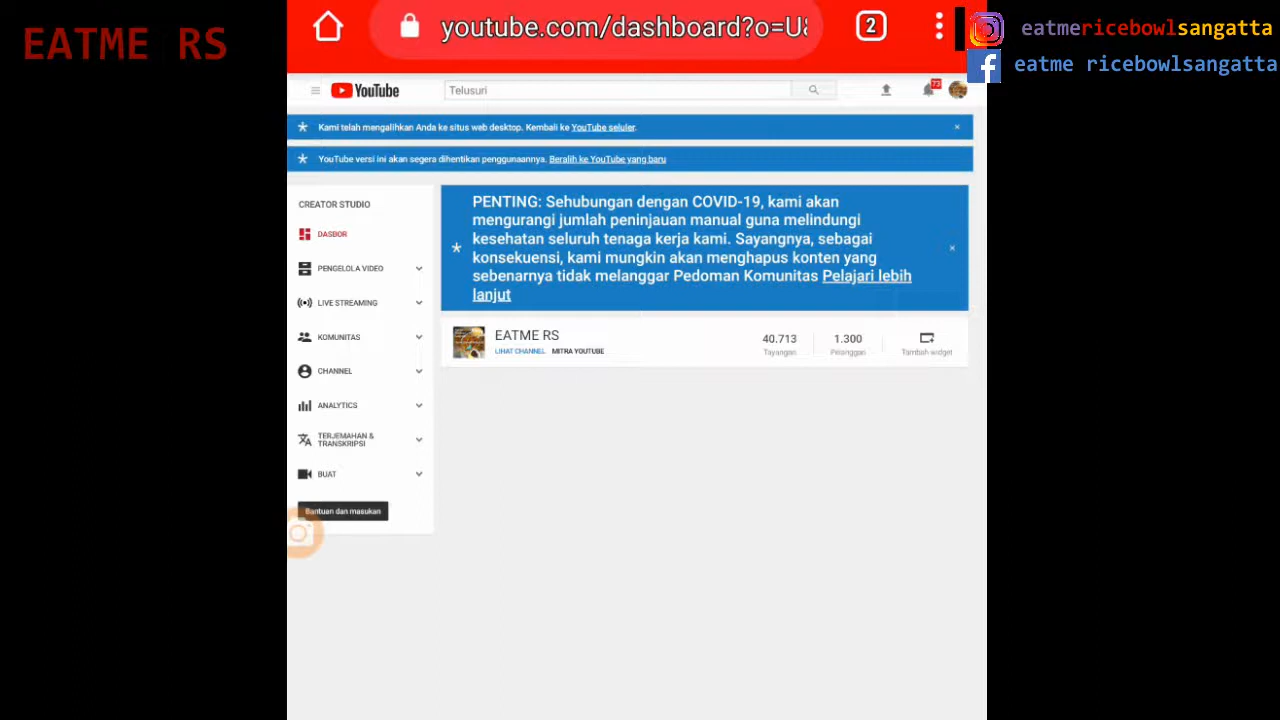 EATME RS
youtube.com/dashboard?o=U
2
eatmericebowlsangatta
eatme ricebowlsangatta
YouTube
Telusuri
Kami telah mengalihkan Anda ke situs web desktop. Kembali ke YouTube seluler.
YouTube versi ini akan segera dihentikan penggunaannya. Beralih ke YouTube yang baru
CREATOR STUDIO
DASBOR
PENGELOLA VIDEO
LIVE STREAMING
KOMUNITAS
CHANNEL
ANALYTICS
TERJEMAHAN &
TRANSKRIPSI
BUAT
Bantuan dan masukan
PENTING: Sehubungan dengan COVID-19, kami akan
mengurangi jumlah peninjauan manual guna melindungi
kesehatan seluruh tenaga kerja kami. Sayangnya, sebagai
konsekuensi, kami mungkin akan menghapus konten yang
sebenarnya tidak melanggar Pedoman Komunitas Pelajari lebih
lanjut
EATME RS
LIHAT CHANNEL MITRA YOUTUBE
40.713
Tayangan
1.300
Pelanggan
Tambah widget